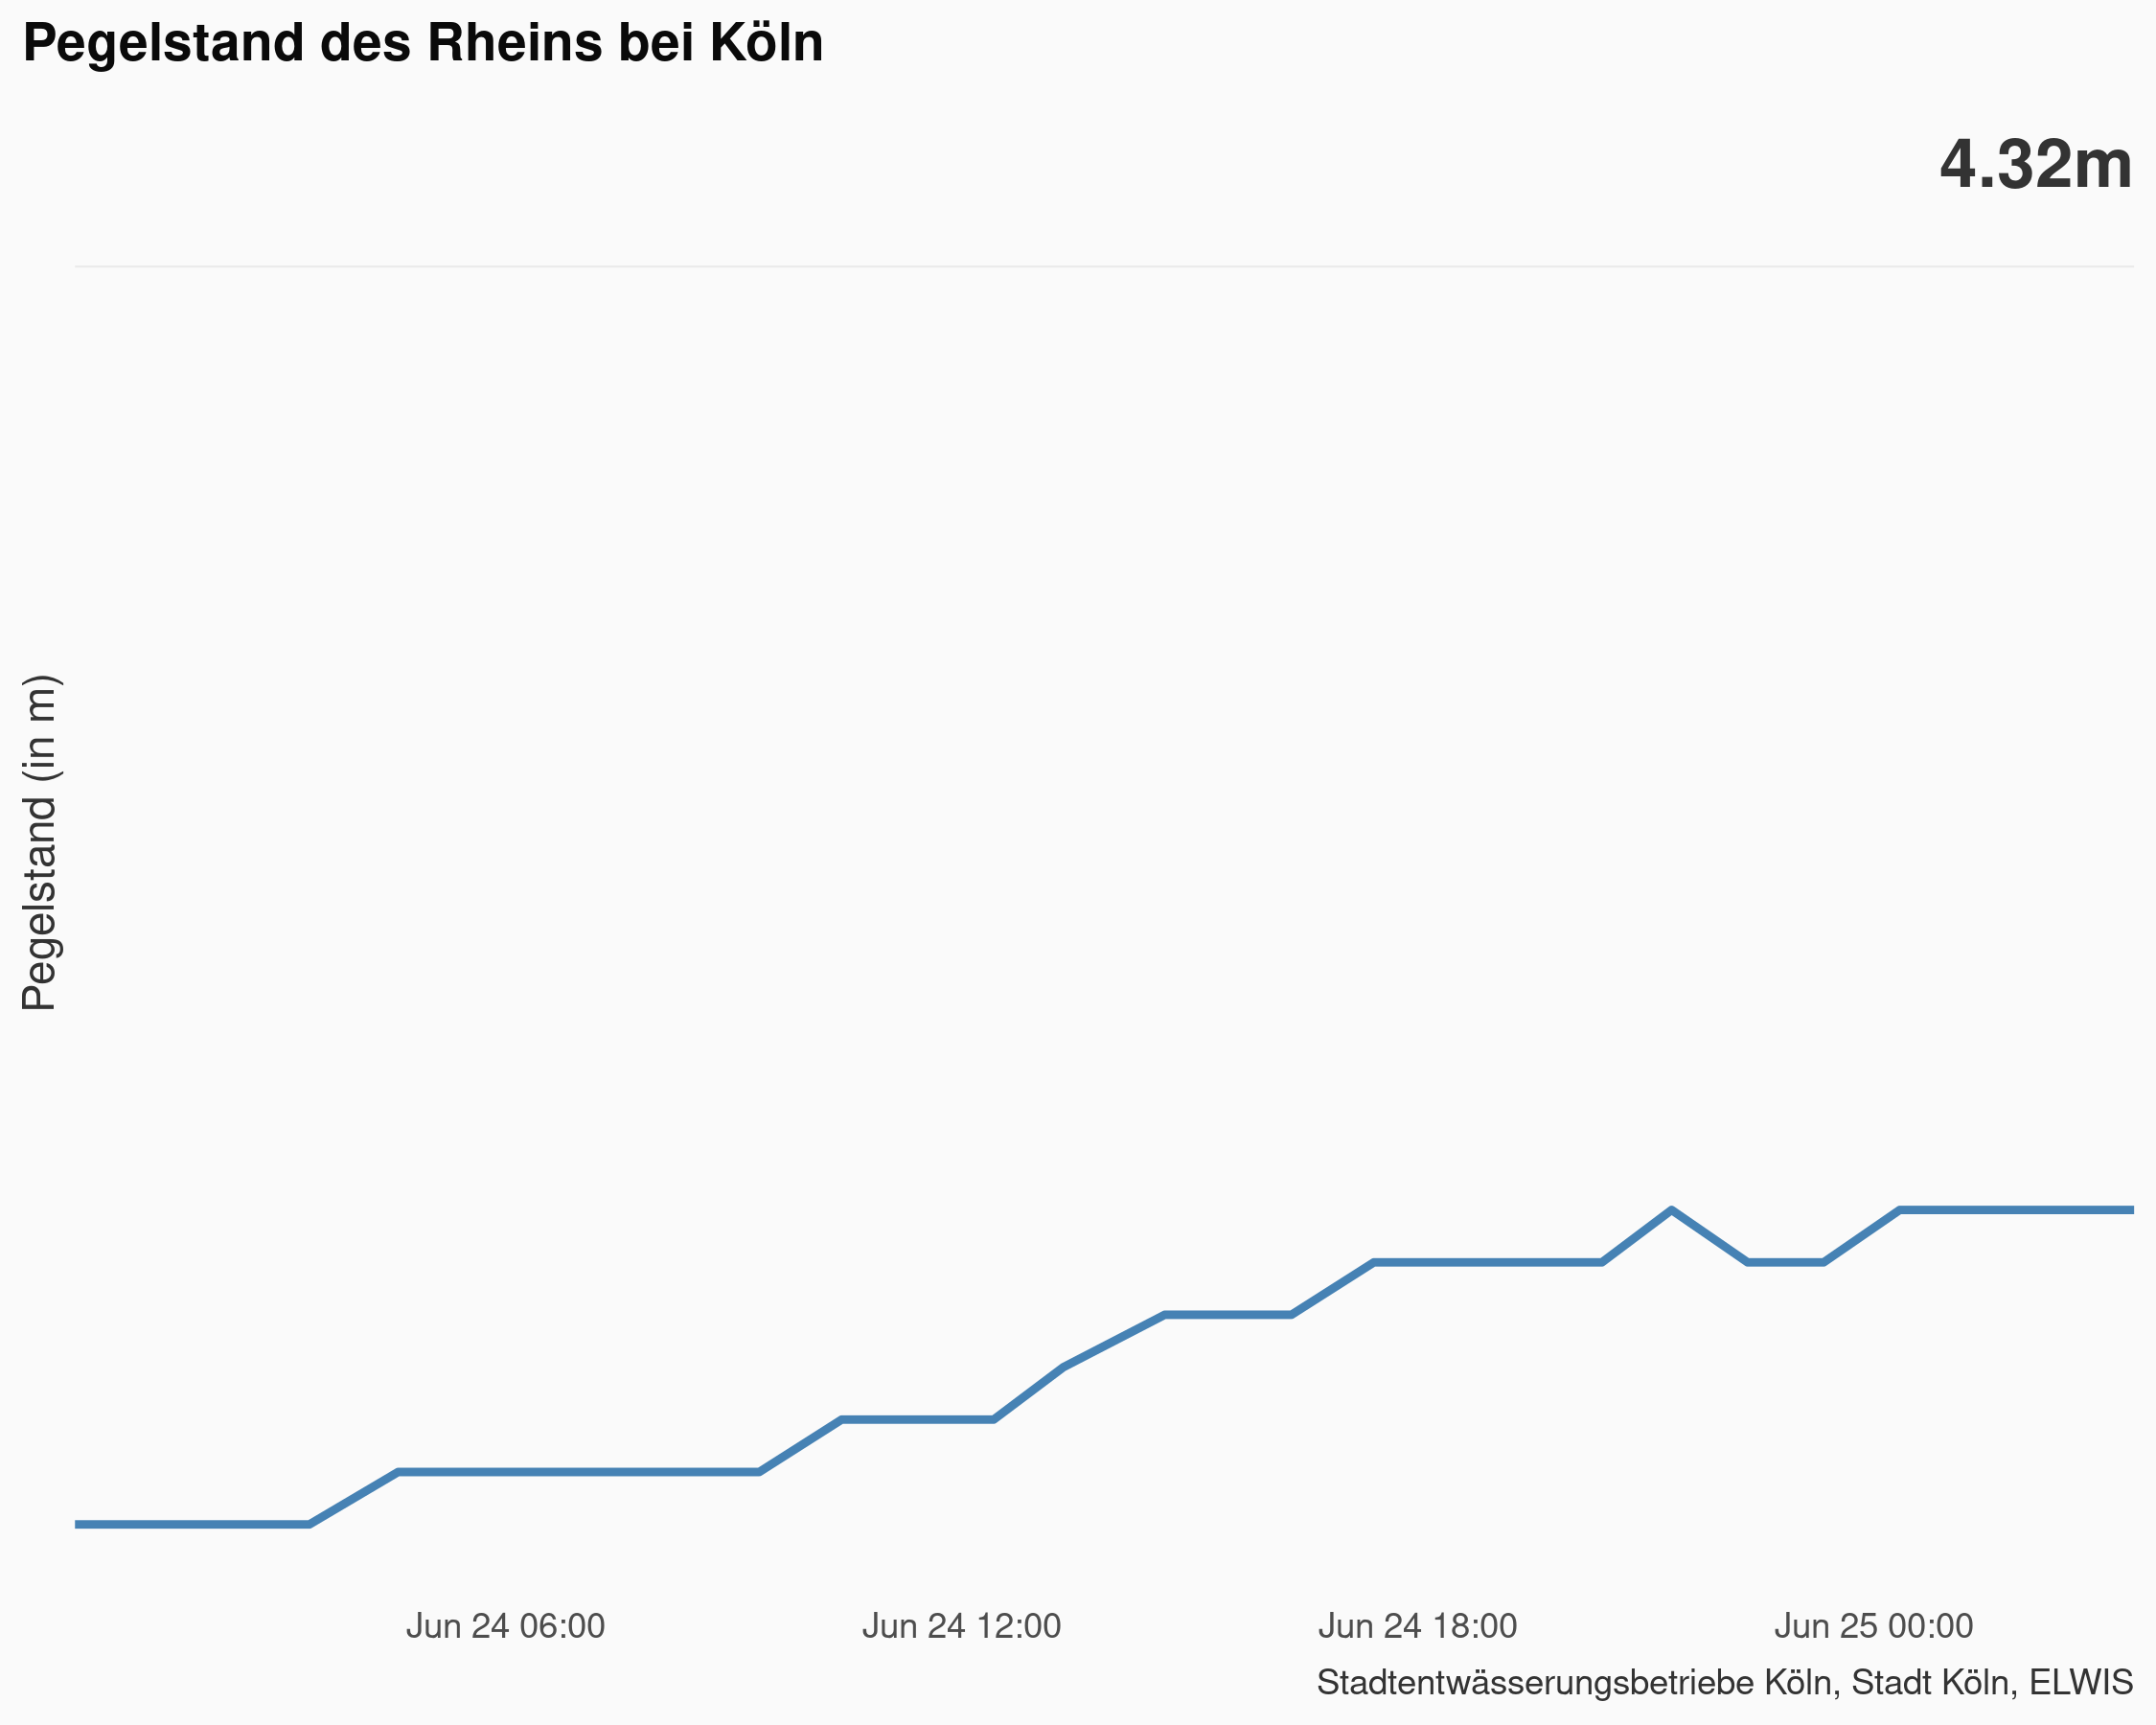 Pegelstand des Rheins bei Köln
4.32m
Pegelstand (in m)
Jun 24 06:00
Jun 24 12:00
Jun 24 18:00
Jun 25 00:00
Stadtentwässerungsbetriebe Köln, Stadt Köln, ELWIS